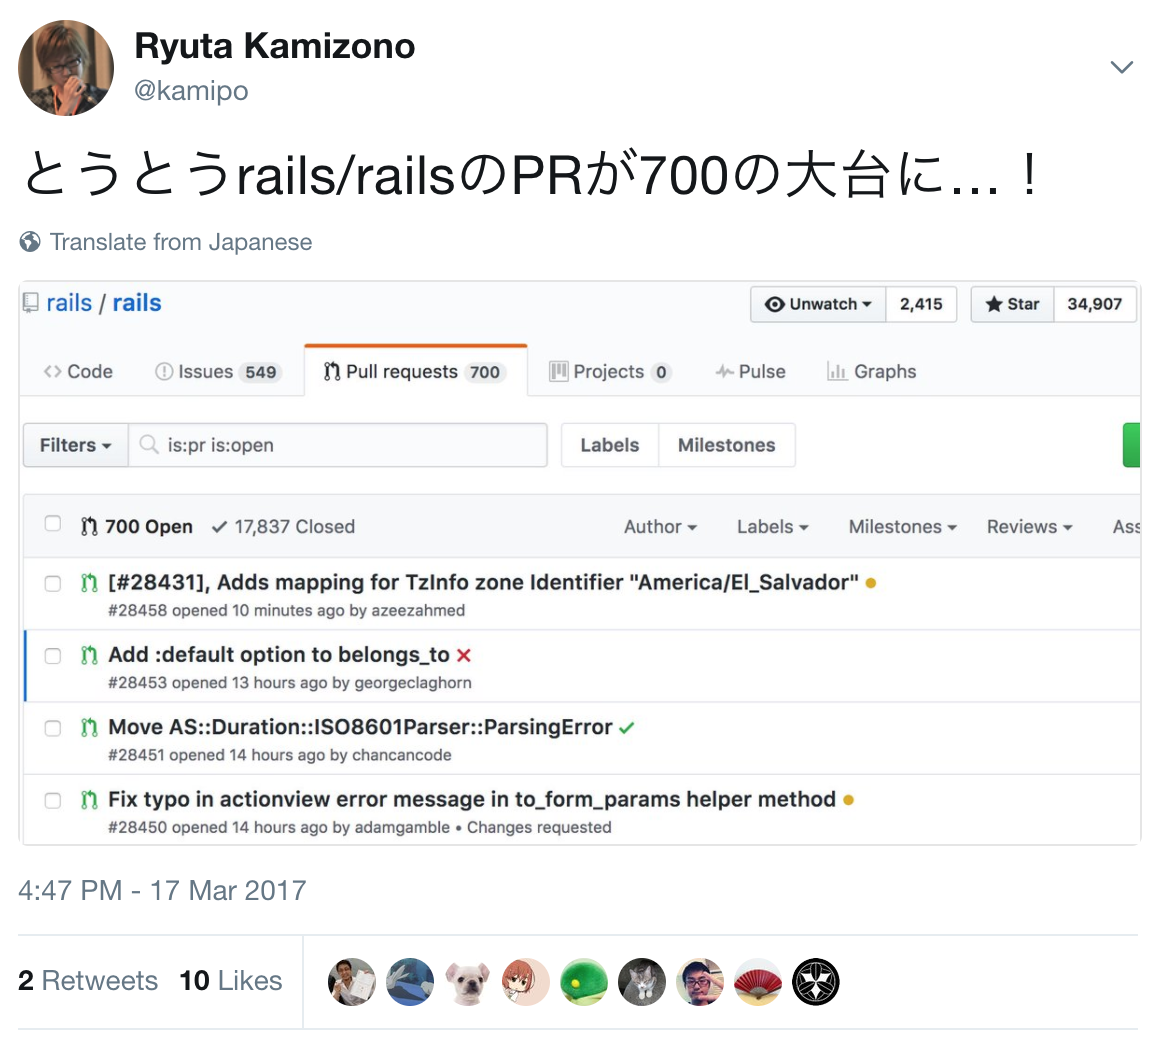 Ryuta Kamizono
@kamipo
とうとうrails/railsのPRが700の大台に…！
Translate from Japanese
rails / rails Unwatch 2,415 Star 34,907
Code Issues 549 Pull requests 700 Projects 0 Pulse Graphs
Filters is:pr is:open Labels Milestones
700 Open 17,837 Closed Author Labels Milestones Reviews Ass
[#28431], Adds mapping for TzInfo zone Identifier "America/El_Salvador"
#28458 opened 10 minutes ago by azeezahmed
Add :default option to belongs_to
#28453 opened 13 hours ago by georgeclaghorn
Move AS::Duration::ISO8601Parser::ParsingError
#28451 opened 14 hours ago by chancancode
Fix typo in actionview error message in to_form_params helper method
#28450 opened 14 hours ago by adamgamble • Changes requested
4:47 PM - 17 Mar 2017
2 Retweets 10 Likes